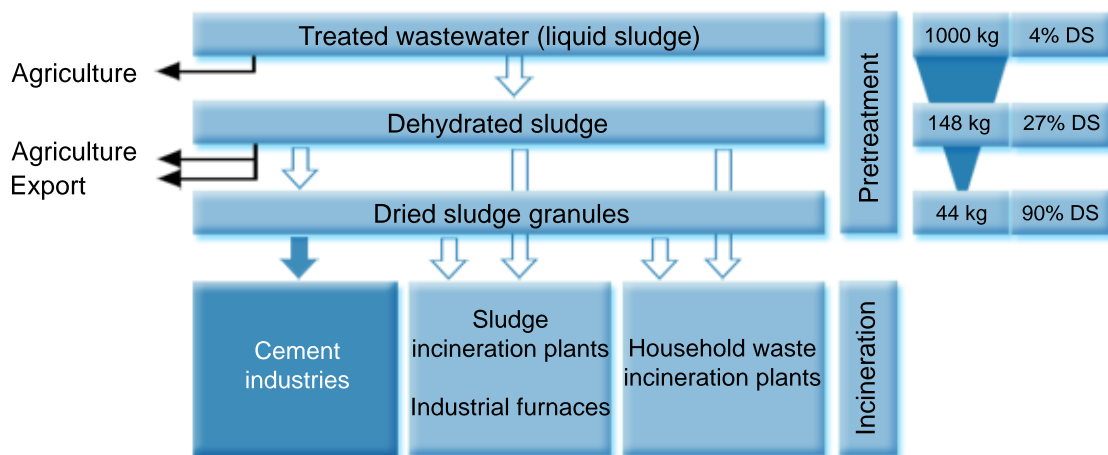 Treated wastewater (liquid sludge)
1000 kg
4% DS
Agriculture
Dehydrated sludge
148 kg
27% DS
Agriculture
Export
Pretreatment
Dried sludge granules
44 kg
90% DS
Cement
industries
Sludge
incineration plants
Industrial furnaces
Household waste
incineration plants
Incineration